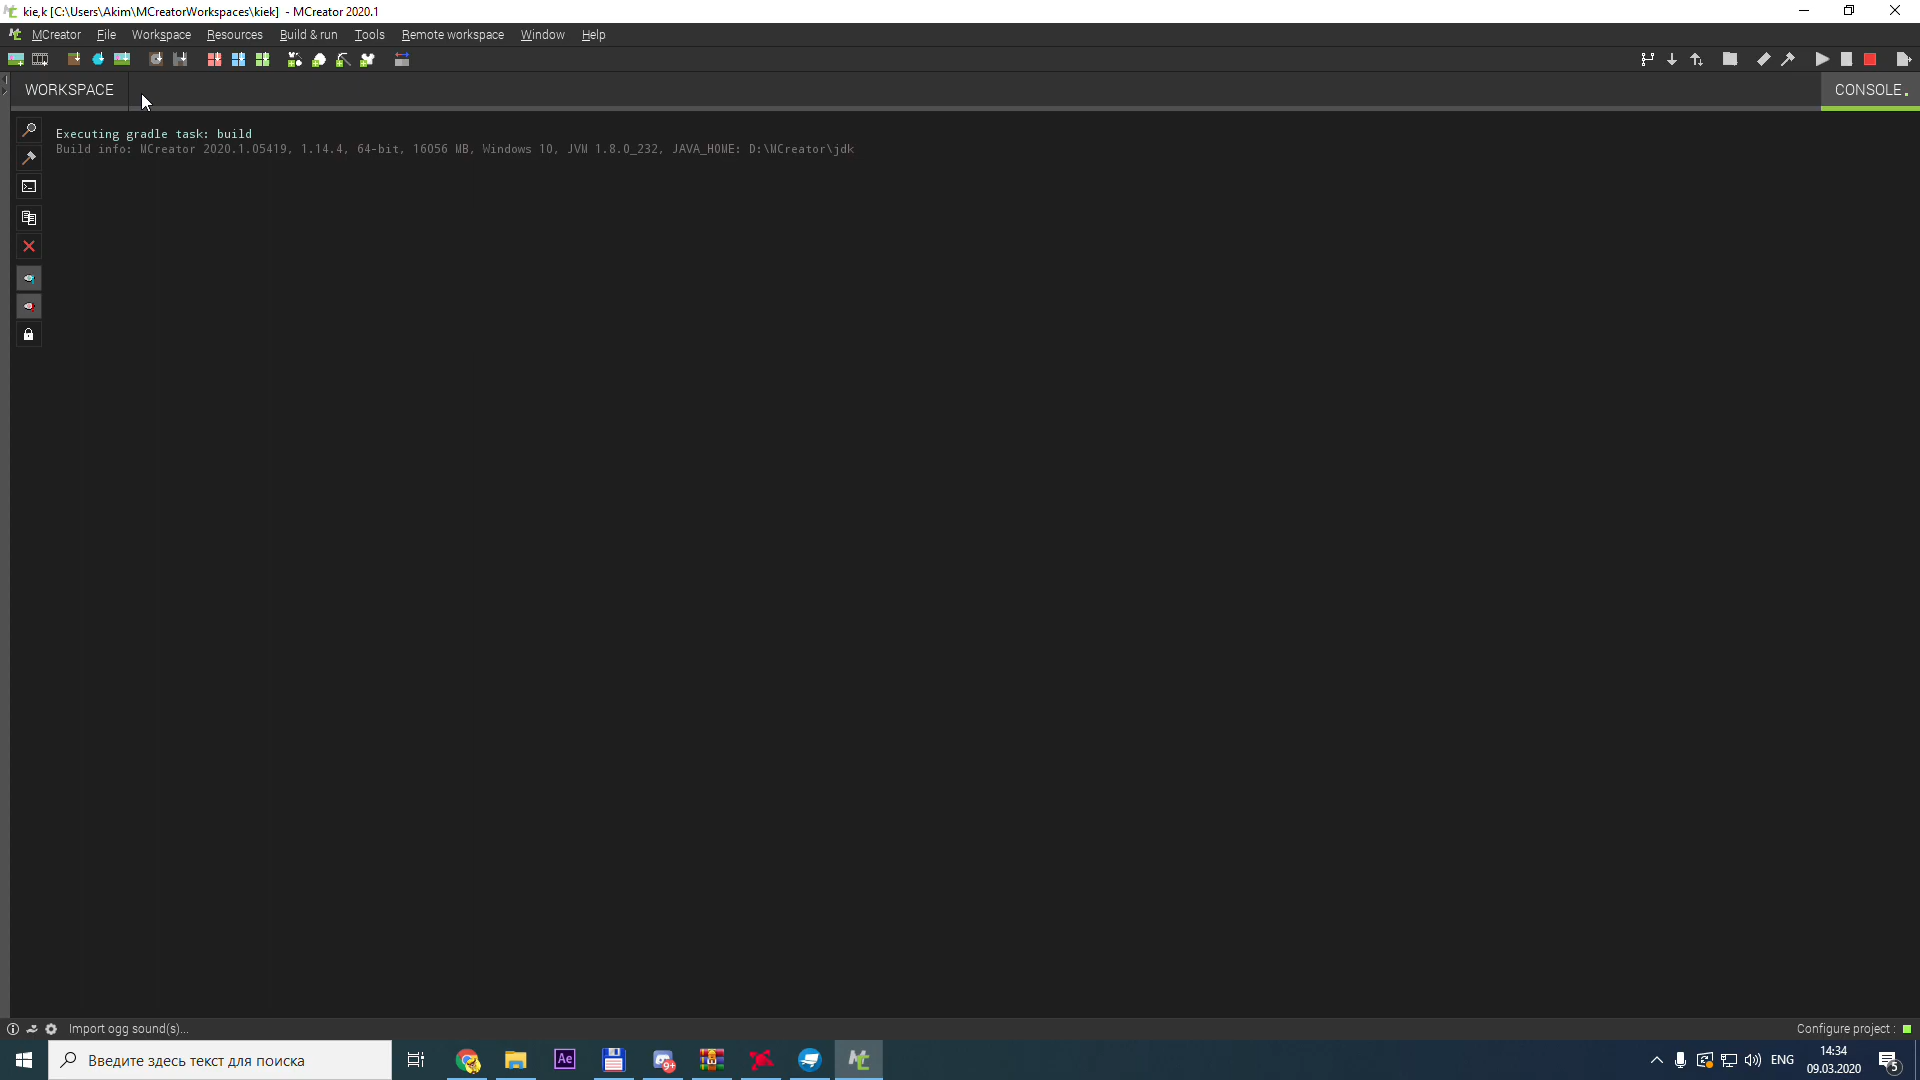 kie,k [C:\Users\Akim\MCreatorWorkspaces\kiek] - MCreator 2020.1
MCreator File Workspace Resources Build & run Tools Remote workspace Window Help
WORKSPACE
CONSOLE.
Executing gradle task: build
Build info: MCreator 2020.1.05419, 1.14.4, 64-bit, 16056 MB, Windows 10, JVM 1.8.0_232, JAVA_HOME: D:\MCreator\jdk
Import ogg sound(s)...
Configure project :
Введите здесь текст для поиска
Ae
9+
ENG
14:34
09.03.2020
5